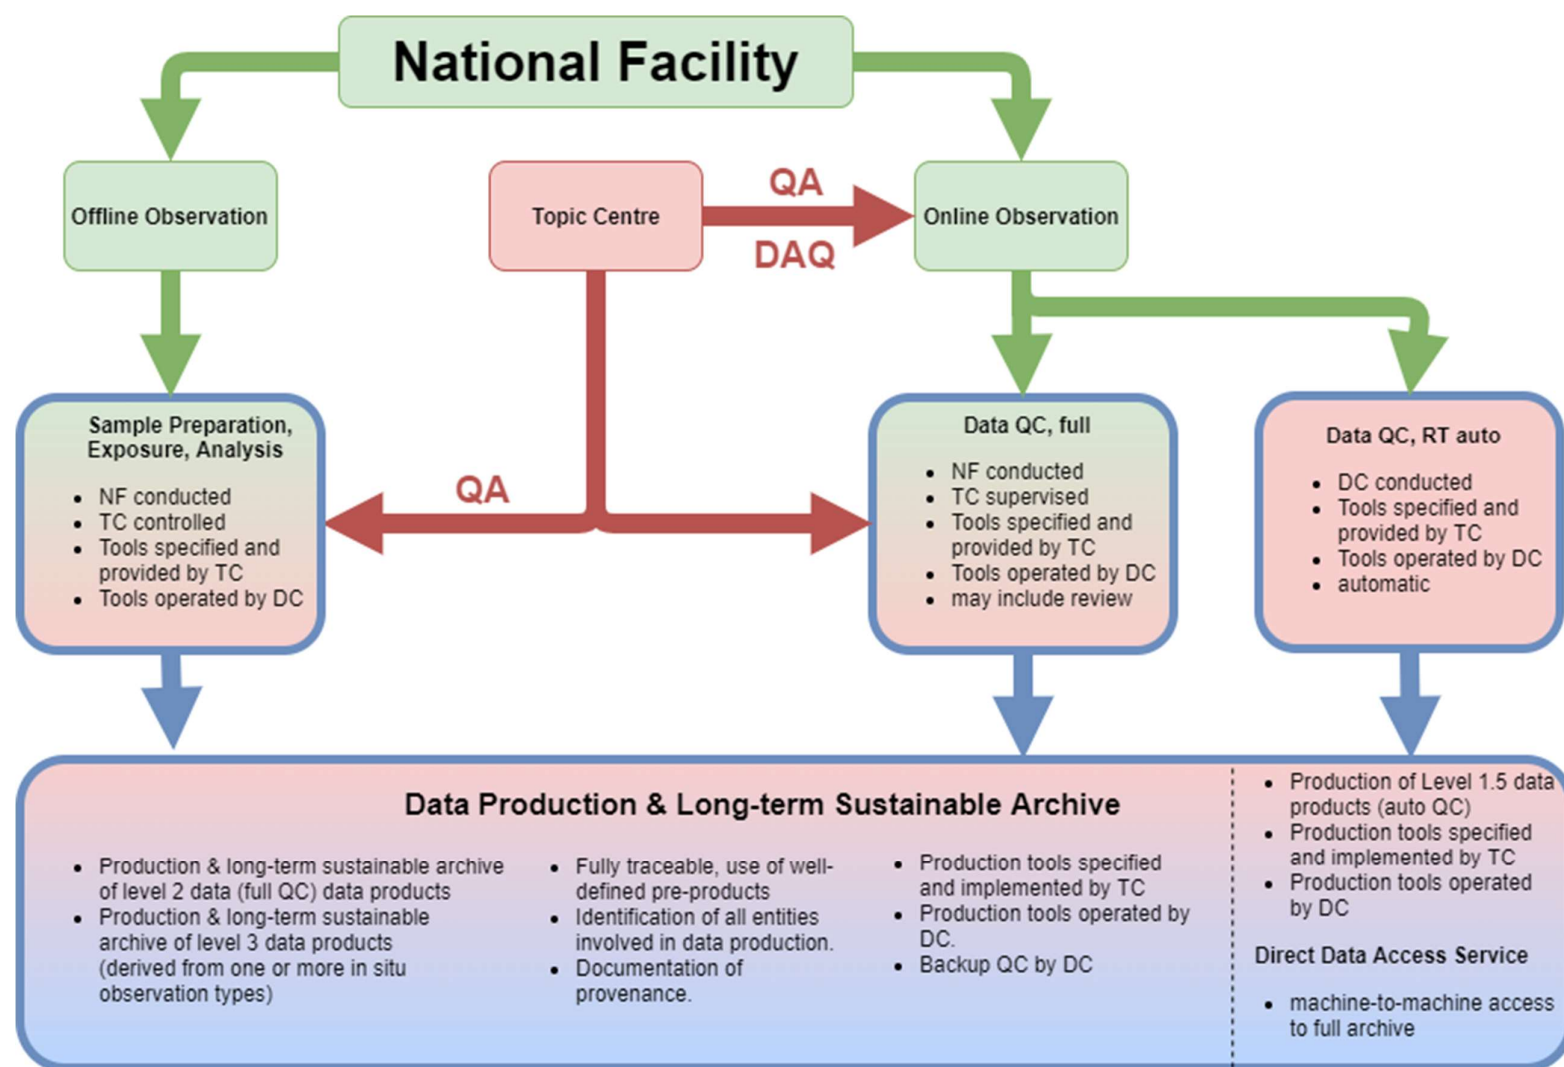 National Facility
Offline Observation
Topic Centre
QA
DAQ
Online Observation
Sample Preparation,
Exposure, Analysis
• NF conducted
• TC controlled
• Tools specified and
provided by TC
• Tools operated by DC
QA
Data QC, full
• NF conducted
• TC supervised
• Tools specified and
provided by TC
• Tools operated by DC
• may include review
Data QC, RT auto
• DC conducted
• Tools specified and
provided by TC
• Tools operated by DC
• automatic
Data Production & Long-term Sustainable Archive
• Production & long-term sustainable archive
of level 2 data (full QC) data products
• Production & long-term sustainable
archive of level 3 data products
(derived from one or more in situ
observation types)
• Fully traceable, use of well-
defined pre-products
• Identification of all entities
involved in data production.
• Documentation of
provenance.
• Production tools specified
and implemented by TC
• Production tools operated by
DC.
• Backup QC by DC
• Production of Level 1.5 data
products (auto QC)
• Production tools specified
and implemented by TC
• Production tools operated
by DC
Direct Data Access Service
• machine-to-machine access
to full archive